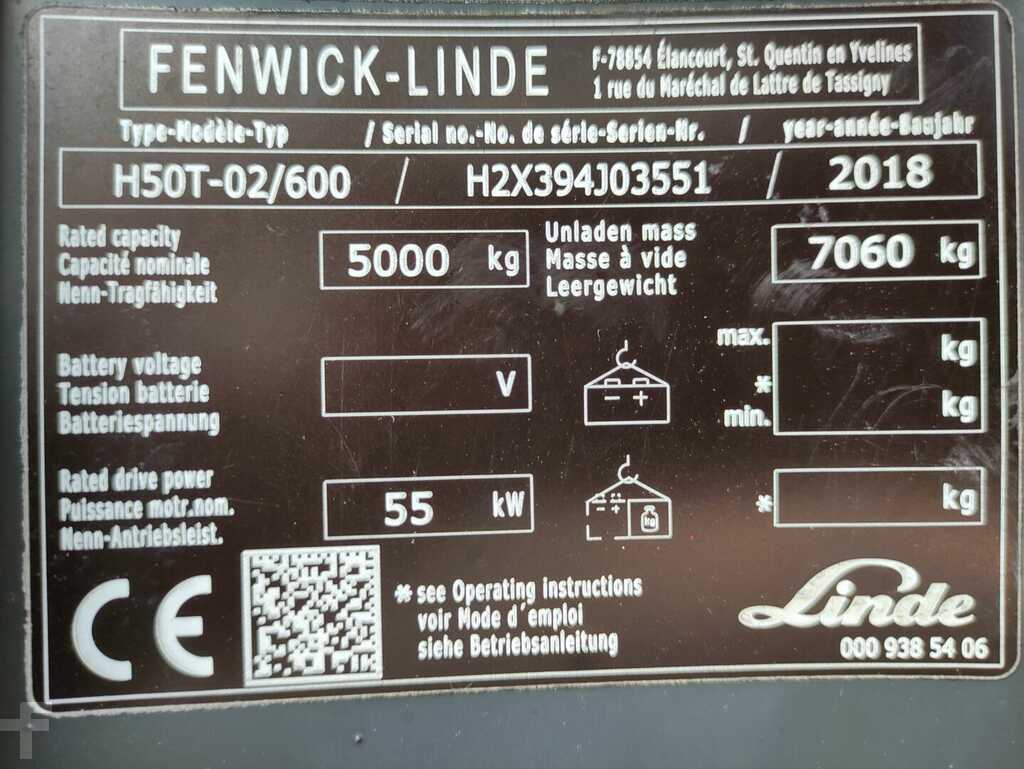 FENWICK-LINDE
F-78854 Élancourt, St. Quentin en Yvelines
1 rue du Maréchal de Lattre de Tassigny
Type-Modèle-Typ / Serial no.-No. de série-Serien-Nr. / year-année-Baujahr
H50T-02/600 / H2X394J03551 / 2018
Rated capacity
Capacité nominale
Nenn-Tragfähigkeit
5000 kg
Unladen mass
Masse à vide
Leergewicht
7060 kg
Battery voltage
Tension batterie
Batteriespannung
V
- +
max. kg
*
min. kg
Rated drive power
Puissance motr.nom.
Nenn-Antriebsleist.
55 kW
- +
kg
* kg
CE
* see Operating instructions
voir Mode d'emploi
siehe Betriebsanleitung
Linde
000 938 54 06